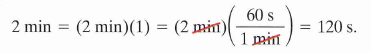 2 min = (2 min)(1) = (2 min)(60 s / 1 min) = 120 s.